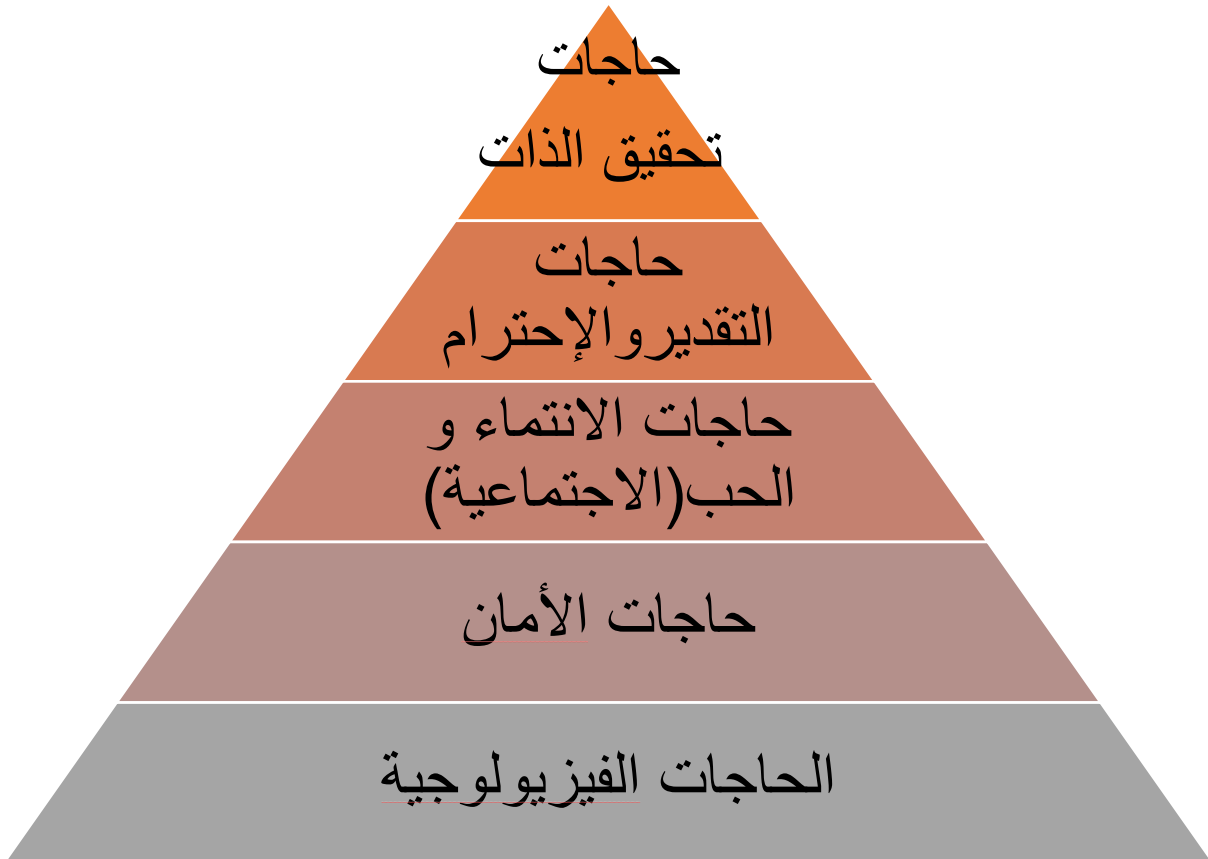 حاجات
تحقيق الذات
حاجات
التقديروالإحترام
حاجات الانتماء و
الحب(الاجتماعية)
حاجات الأمان
الحاجات الفيزيولوجية